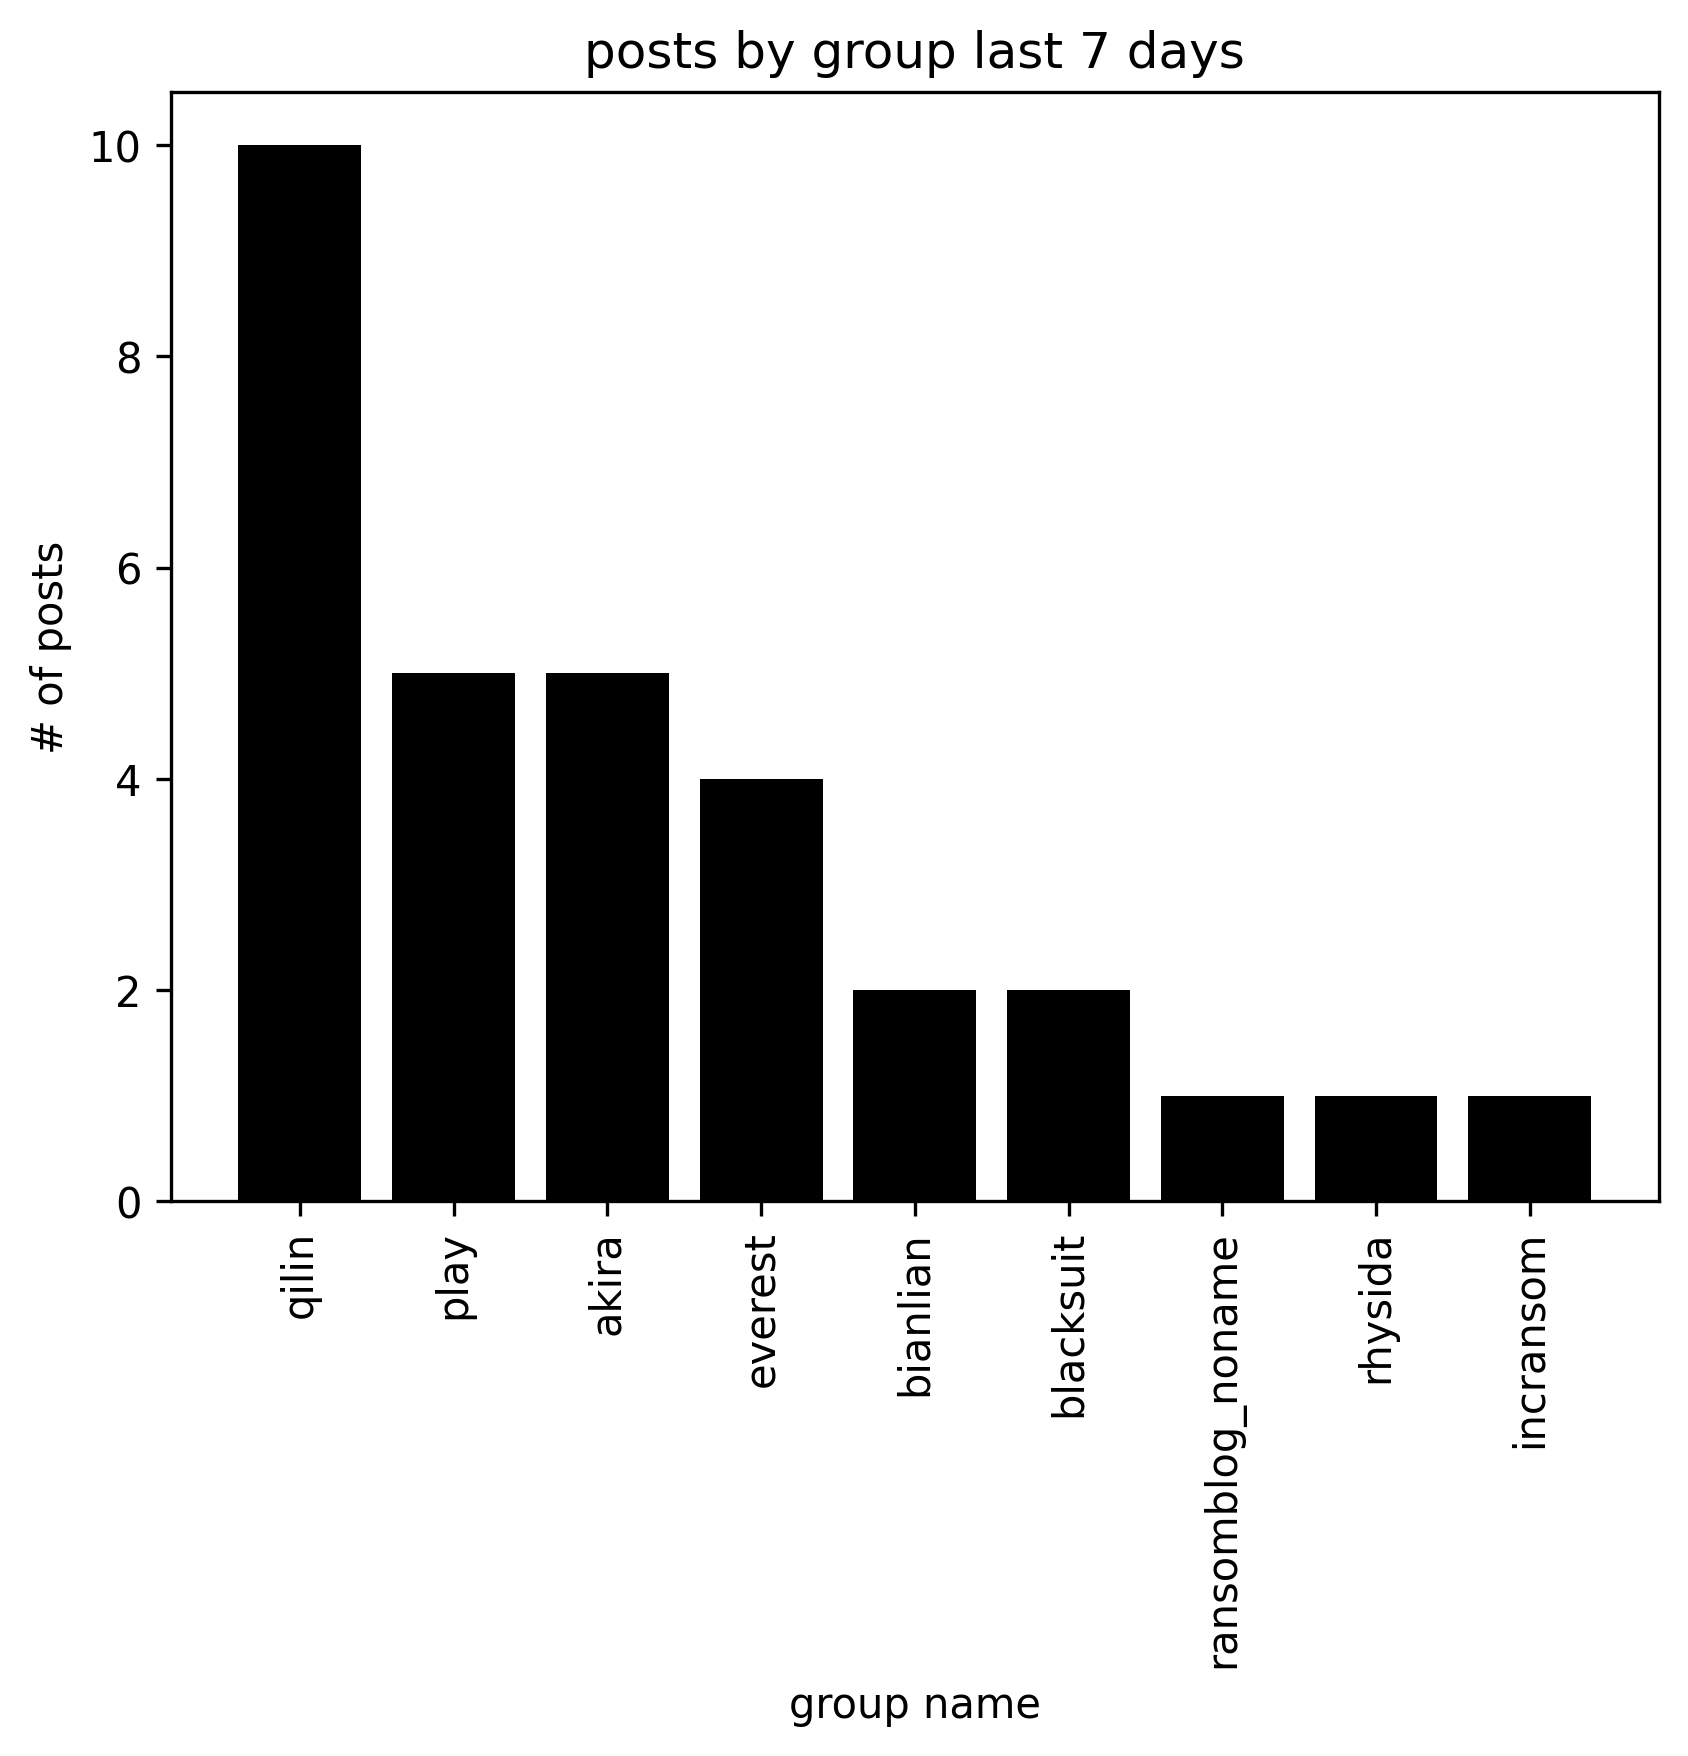 posts by group last 7 days
10
8
6
4
2
0
# of posts
qilin
play
akira
everest
bianlian
blacksuit
ransomblog_noname
rhysida
incransom
group name